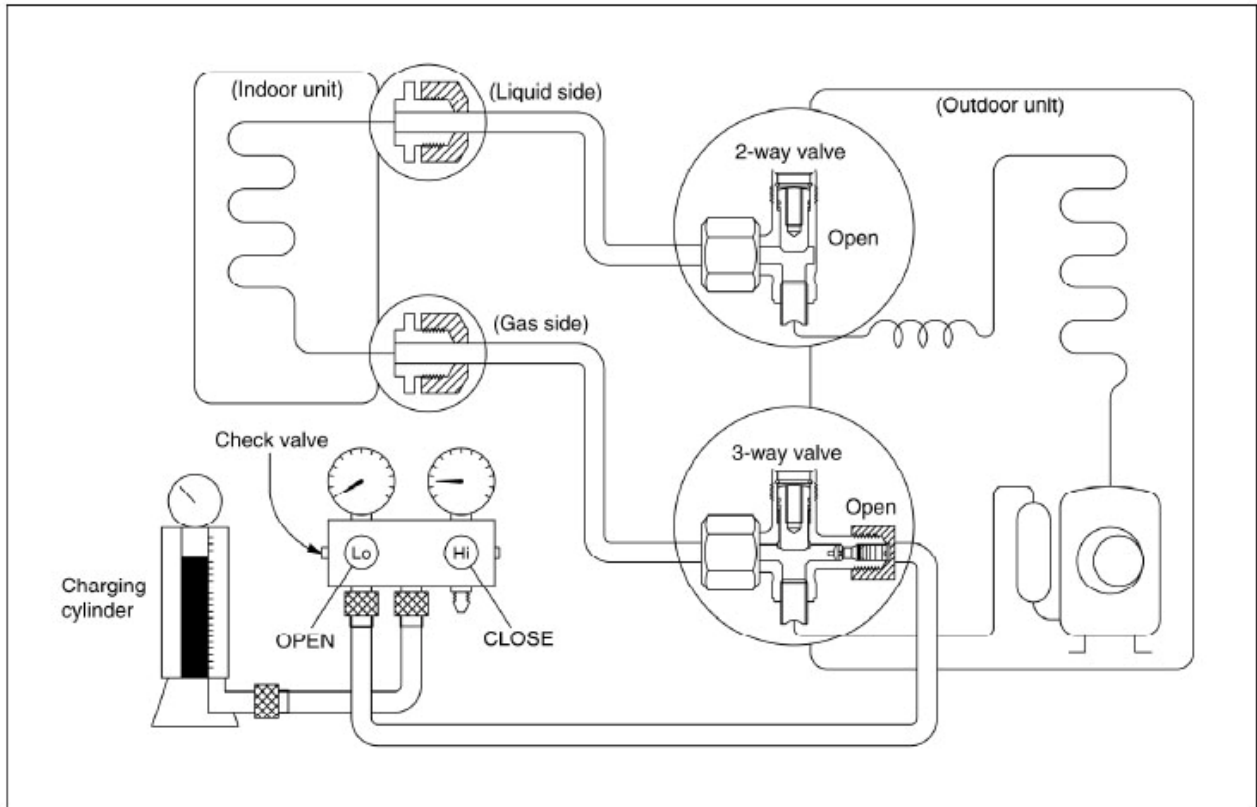 (Indoor unit)
(Liquid side)
(Outdoor unit)
2-way valve
Open
(Gas side)
Check valve
3-way valve
Open
Lo
Hi
Charging
cylinder
OPEN
CLOSE